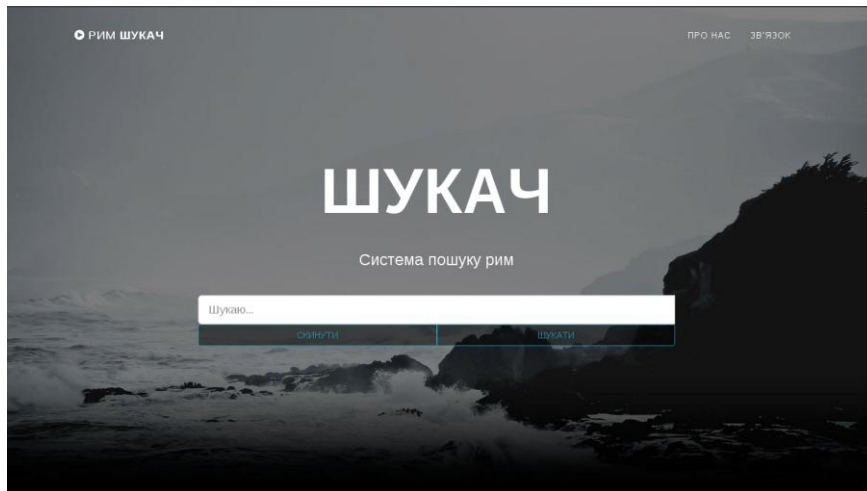 РИМ ШУКАЧ
ПРО НАС ЗВ'ЯЗОК
ШУКАЧ
Система пошуку рим
Шукаю...
СКИНУТИ ШУКАТИ